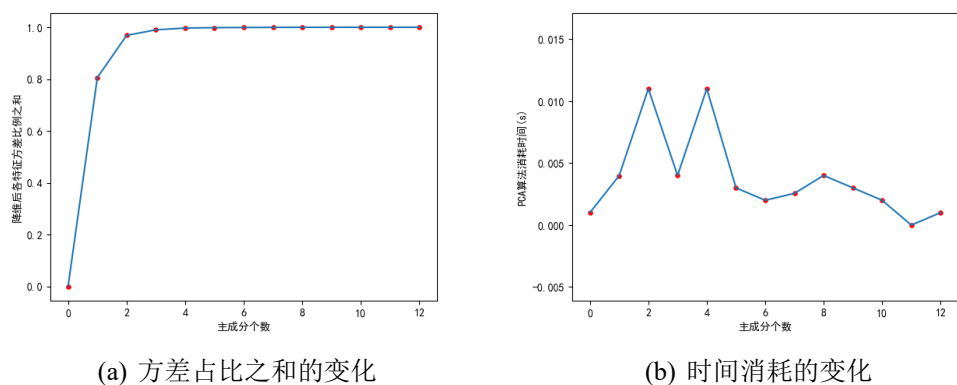 1.0
0.8
0.6
0.4
0.2
0.0
降维后各特征方差比例之和
0 2 4 6 8 10 12
主成分个数
(a) 方差占比之和的变化
0.015
0.010
0.005
0.000
-0.005
PCA算法消耗时间(s)
0 2 4 6 8 10 12
主成分个数
(b) 时间消耗的变化